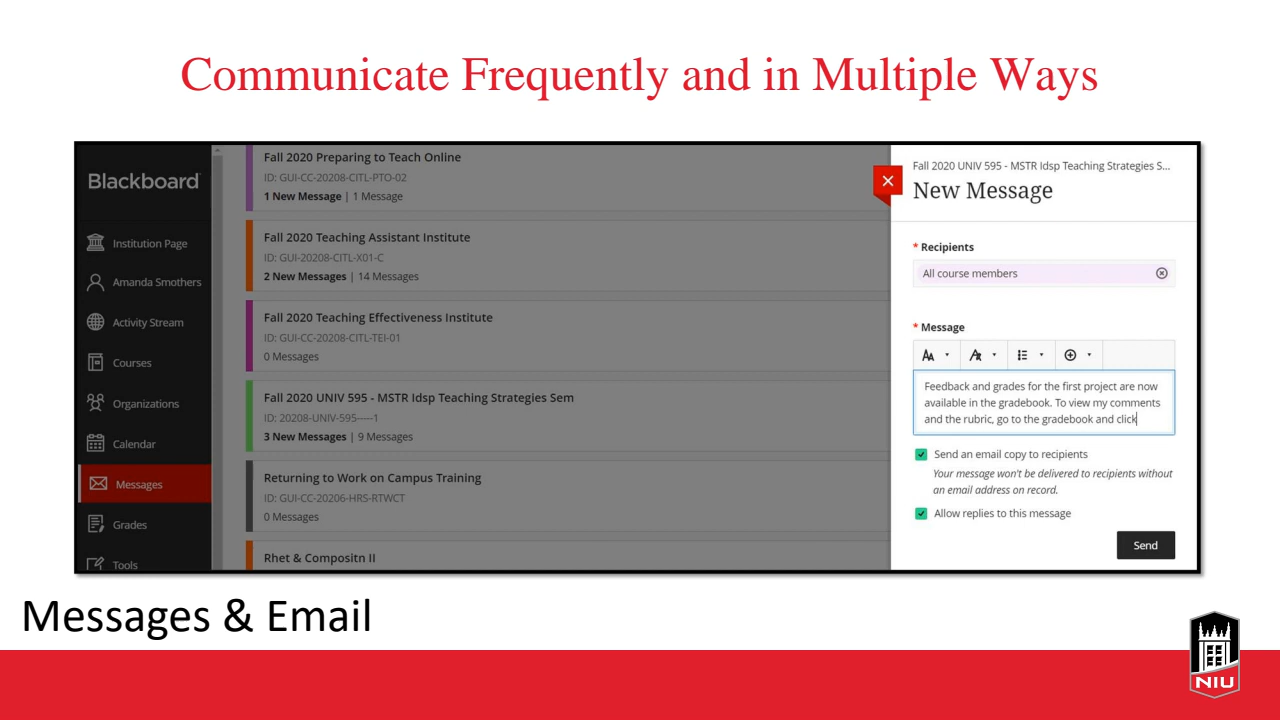 Communicate Frequently and in Multiple Ways
Blackboard
Institution Page
Amanda Smothers
Activity Stream
Courses
Organizations
Calendar
Messages
Grades
Tools
Fall 2020 Preparing to Teach Online
ID: GUI-CC-20208-CITL-PTO-02
1 New Message | 1 Message
Fall 2020 Teaching Assistant Institute
ID: GUI-20208-CITL-X01-C
2 New Messages | 14 Messages
Fall 2020 Teaching Effectiveness Institute
ID: GUI-CC-20208-CITL-TEI-01
0 Messages
Fall 2020 UNIV 595 - MSTR Idsp Teaching Strategies Sem
ID: 20208-UNIV-595-----1
3 New Messages | 9 Messages
Returning to Work on Campus Training
ID: GUI-CC-20206-HRS-RTWCT
0 Messages
Rhet & Compositn II
Fall 2020 UNIV 595 - MSTR Idsp Teaching Strategies S...
New Message
* Recipients
All course members
* Message
Feedback and grades for the first project are now
available in the gradebook. To view my comments
and the rubric, go to the gradebook and click
Send an email copy to recipients
Your message won't be delivered to recipients without
an email address on record.
Allow replies to this message
Send
Messages & Email
NIU